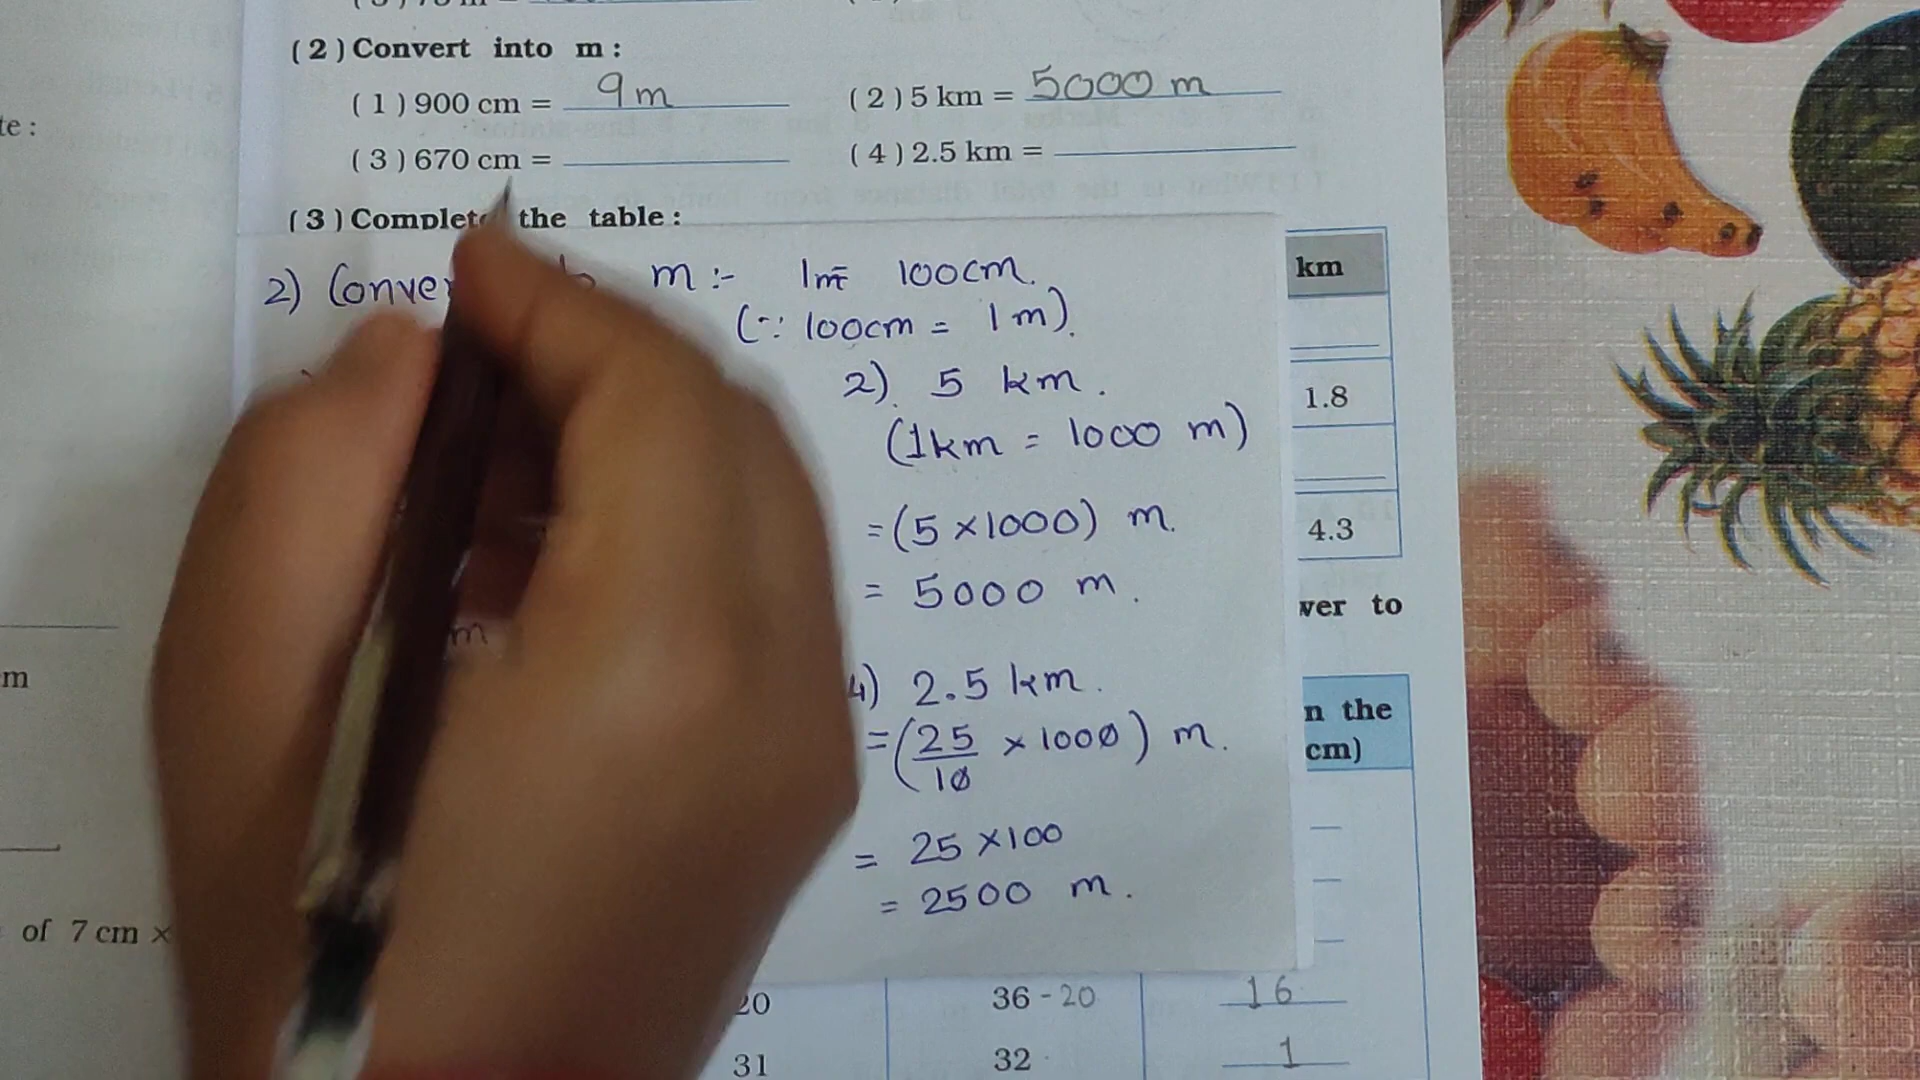 (2) Convert into m :
(1) 900 cm = 9 m (2) 5 km = 5000 m
(3) 670 cm = (4) 2.5 km =
te :
(3) Complete the table :
km
2) m :- 1m = 100cm.
(∵ 100cm = 1m).
2). 5 km.
(1km = 1000 m)
1.8
= (5 × 1000) m.
4.3
= 5000 m.
ver to
m
m
4) 2.5 km.
n the
= (25/10 × 1000) m.
cm)
= 25 × 100
= 2500 m.
of 7 cm ×
20 36 - 20 16
31 32 1